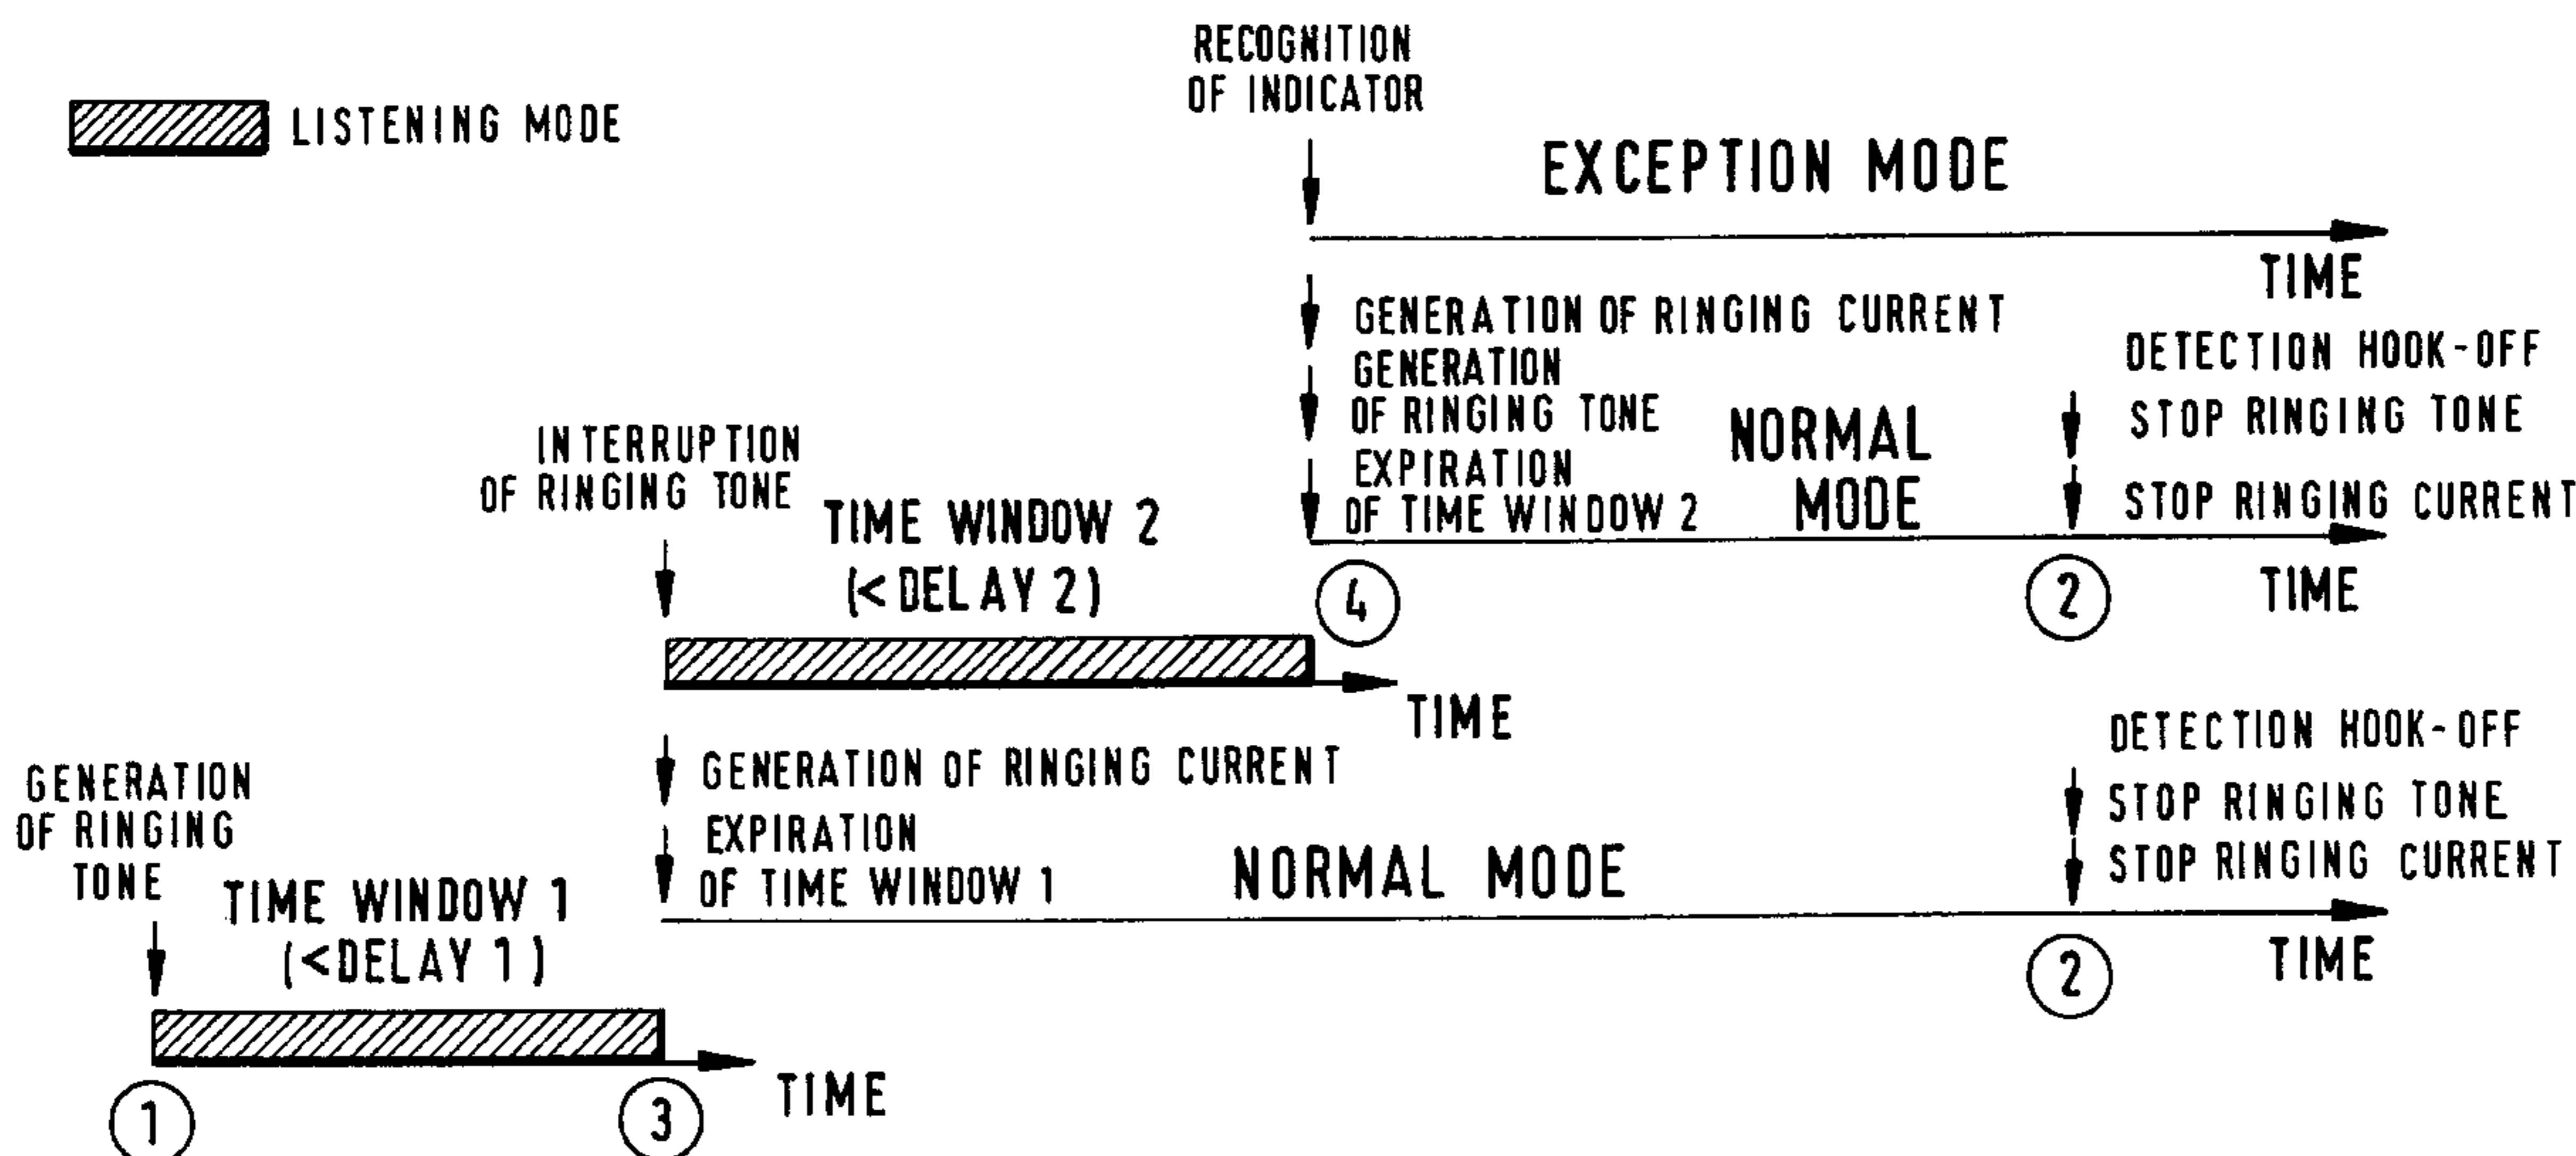 RECOGNITION
OF INDICATOR
LISTENING MODE
EXCEPTION MODE
TIME
GENERATION OF RINGING CURRENT
GENERATION
OF RINGING TONE
EXPIRATION
OF TIME WINDOW 2
NORMAL
MODE
DETECTION HOOK-OFF
STOP RINGING TONE
STOP RINGING CURRENT
INTERRUPTION
OF RINGING TONE
TIME WINDOW 2
(< DELAY 2)
4
2
TIME
TIME
GENERATION OF RINGING CURRENT
EXPIRATION
OF TIME WINDOW 1
NORMAL MODE
DETECTION HOOK-OFF
STOP RINGING TONE
STOP RINGING CURRENT
GENERATION
OF RINGING
TONE
TIME WINDOW 1
(<DELAY 1)
2
TIME
TIME
1
3